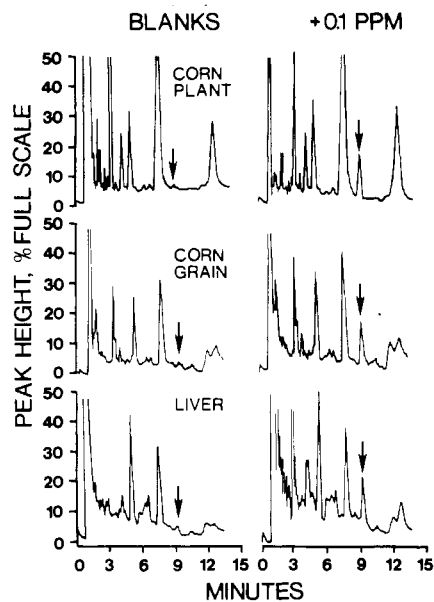 BLANKS
+0.1 PPM
CORN
PLANT
50
40
30
20
10
0
CORN
GRAIN
50
40
30
20
10
0
LIVER
50
40
30
20
10
0
PEAK HEIGHT, % FULL SCALE
0 3 6 9 12 15
0 3 6 9 12 15
MINUTES